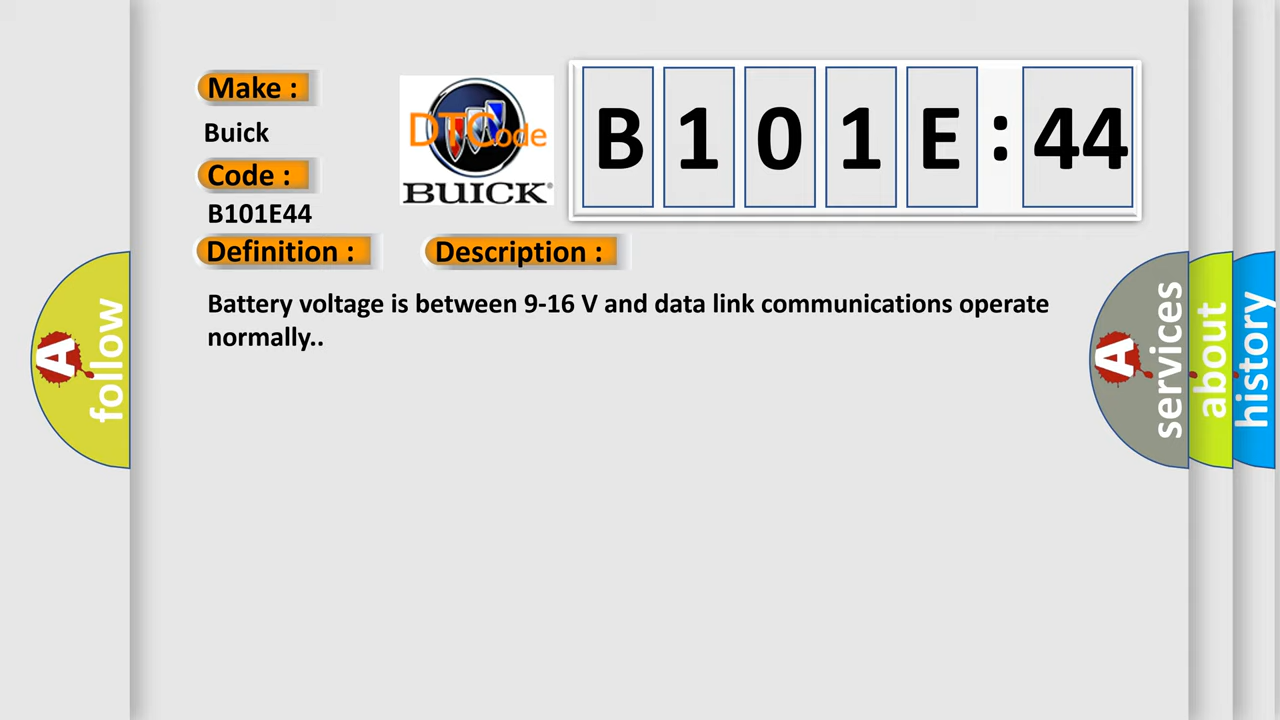 Make :
Buick
Code :
B101E44
DTCode
BUICK®
B 1 0 1 E : 44
Definition :
Description :
Battery voltage is between 9-16 V and data link communications operate
normally..
A follow
A services
about
history